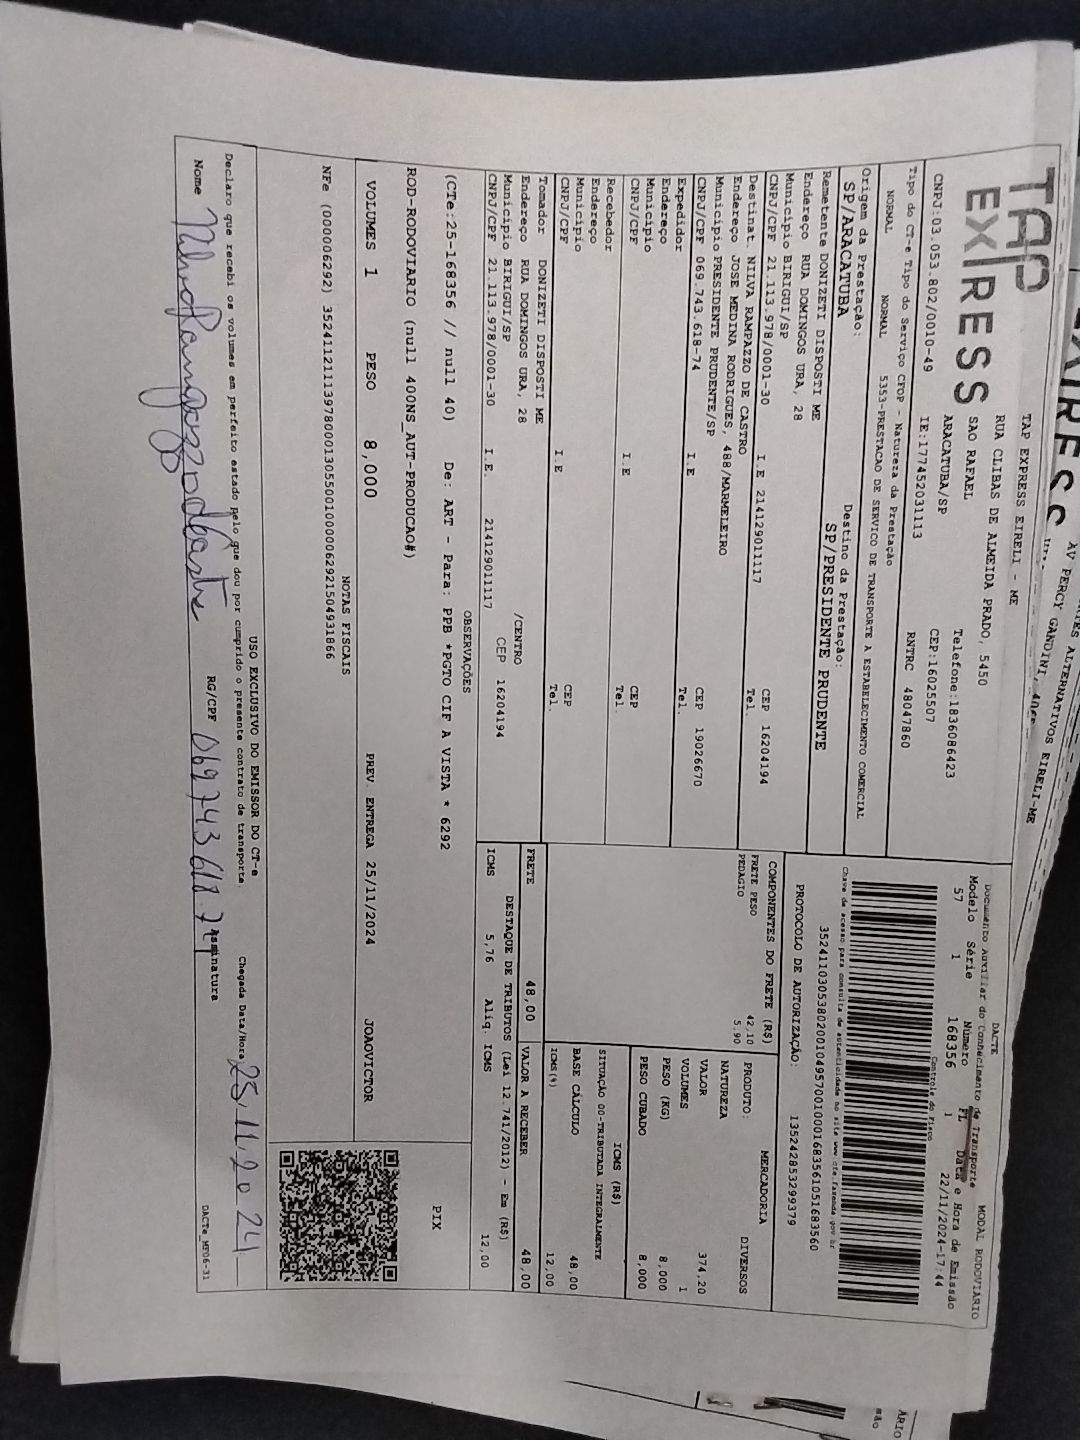 TAP
EXPRESS
TAP EXPRESS EIRELI - ME
RUA CLIBAS DE ALMEIDA PRADO, 5450
SAO RAFAEL
ARACATUBA/SP
CEP:16025507
Telefone:1836086423
CNPJ:03.053.802/0010-49
IE:177452031113
RNTRC 48047860
Tipo do CT-e Tipo do Serviço CFOP - Natureza da Prestação
NORMAL NORMAL 5353-PRESTACAO DE SERVICO DE TRANSPORTE A ESTABELECIMENTO COMERCIAL
Origem da Prestação:
SP/ARACATUBA
Destino da Prestação:
SP/PRESIDENTE PRUDENTE
Remetente DONIZETI DISPOSTI ME
Endereço RUA DOMINGOS URA, 28
Município BIRIGUI/SP CEP 16204194
CNPJ/CPF 21.113.978/0001-30 I.E 214129011117 Tel.
Destinat. NILVA RAMPAZZO DE CASTRO
Endereço JOSE MEDINA RODRIGUES, 488/MARMELEIRO
Município PRESIDENTE PRUDENTE/SP CEP 19026670
CNPJ/CPF 069.743.618-74 I.E Tel.
Expedidor
Endereço
Município CEP
CNPJ/CPF I.E Tel.
Recebedor
Endereço
Município CEP
CNPJ/CPF I.E Tel.
Tomador DONIZETI DISPOSTI ME
Endereço RUA DOMINGOS URA, 28 /CENTRO
Município BIRIGUI/SP CEP 16204194
CNPJ/CPF 21.113.978/0001-30 I.E. 214129011117
DACTE MODAL RODOVIÁRIO
Documento Auxiliar do Conhecimento de Transporte
Modelo Série Número FL Data e Hora de Emissão
57 1 168356 1 22/11/2024-17:44
Controle do Fisco
Chave de acesso para consulta de autenticidade no site www.cte.fazenda.gov.br
35241103053802001049570010001683561051683560
PROTOCOLO DE AUTORIZAÇÃO: 135242853299379
COMPONENTES DO FRETE (R$)
FRETE PESO 42,10
PEDAGIO 5,90
MERCADORIA
PRODUTO: DIVERSOS
NATUREZA
VALOR 374,20
VOLUMES 1
PESO (KG) 8,000
PESO CUBADO 8,000
ICMS (R$)
SITUAÇÃO 00-TRIBUTADA INTEGRALMENTE
BASE CÁLCULO 48,00
ICMS(%) 12,00
FRETE 48,00 VALOR A RECEBER 48,00
DESTAQUE DE TRIBUTOS (Lei 12.741/2012) - Em (R$)
ICMS 5,76 Aliq. ICMS 12,00
OBSERVAÇÕES
(CTe:25-168356 // null 40) De: ART - Para: PPB *PGTO CIF A VISTA * 6292
ROD-RODOVIARIO (null 400NS_AUT-PRODUCAO#)
PIX
VOLUMES 1 PESO 8,000 PREV. ENTREGA 25/11/2024 JOAOVICTOR
NOTAS FISCAIS
NFe (000006292) 35241121113978000130550010000062921504931866
USO EXCLUSIVO DO EMISSOR DO CT-e
Declaro que recebi os volumes em perfeito estado pelo que dou por cumprido o presente contrato de transporte. Chegada Data/Hora 25.11.2024
Nome Nilva Rampazzo de Castro RG/CPF 069743618 74 Assinatura
DACTe_MT06-31